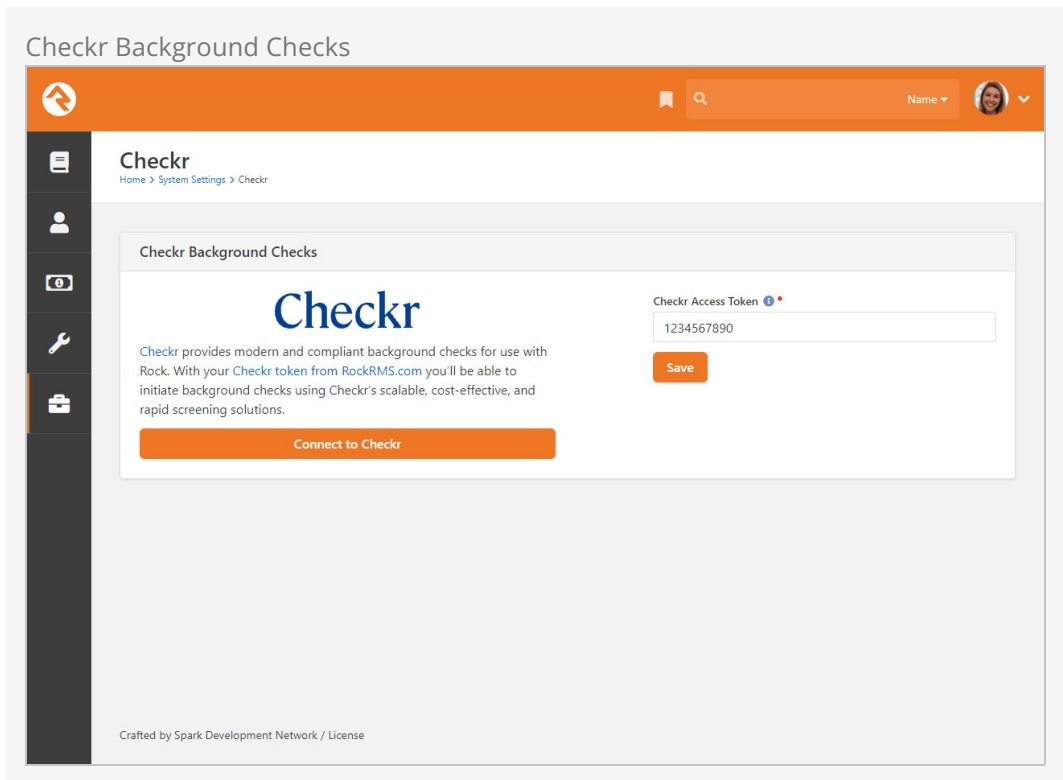 Checkr Background Checks
Name
Checkr
Home > System Settings > Checkr
Checkr Background Checks
Checkr
Checkr provides modern and compliant background checks for use with
Rock. With your Checkr token from RockRMS.com you'll be able to
initiate background checks using Checkr's scalable, cost-effective, and
rapid screening solutions.
Connect to Checkr
Checkr Access Token
1234567890
Save
Crafted by Spark Development Network / License